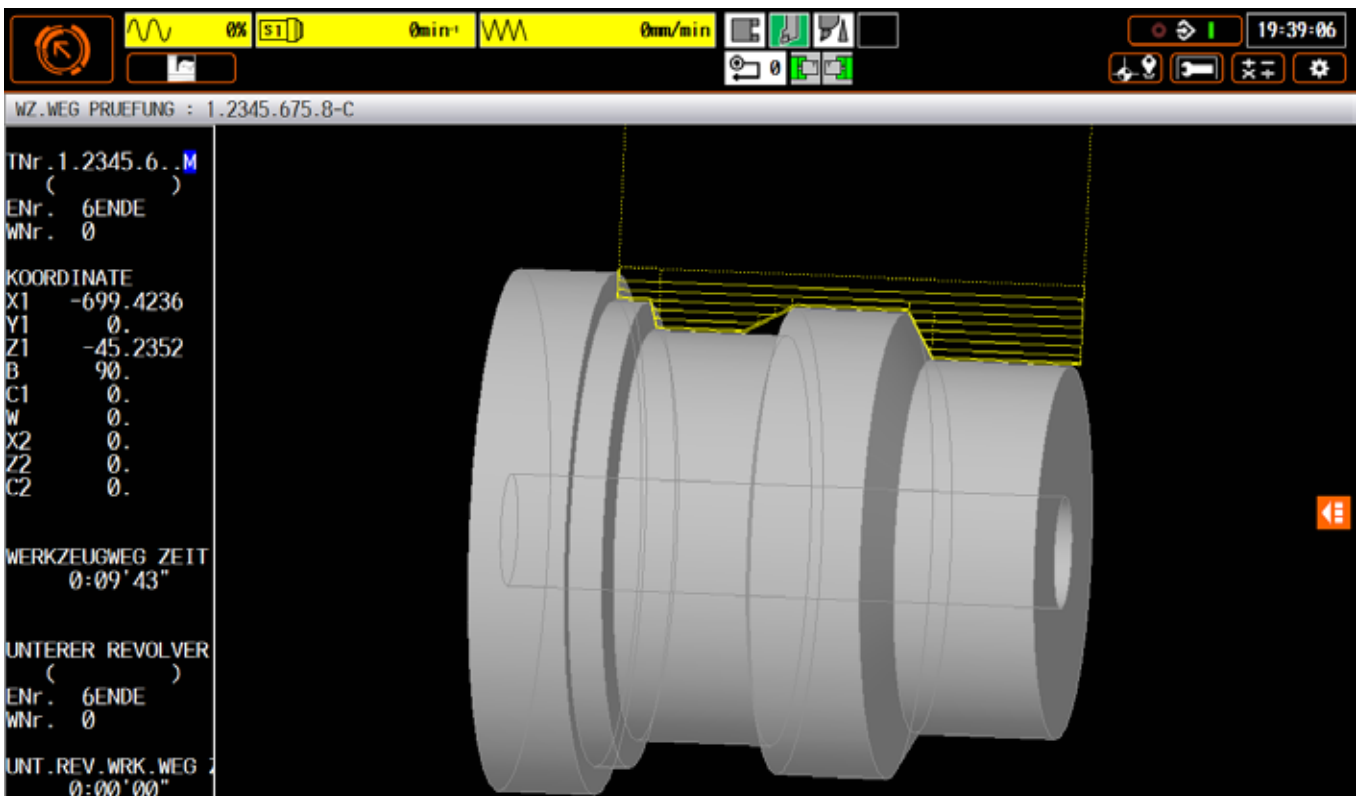 0% S1 0min⁻¹ 0mm/min 19:39:06
0
WZ.WEG PRUEFUNG : 1.2345.675.8-C
TNr.1.2345.6..M
( )
ENr. 6ENDE
WNr. 0
KOORDINATE
X1 -699.4236
Y1 0.
Z1 -45.2352
B 90.
C1 0.
W 0.
X2 0.
Z2 0.
C2 0.
WERKZEUGWEG ZEIT
0:09'43"
UNTERER REVOLVER
( )
ENr. 6ENDE
WNr. 0
UNT.REV.WRK.WEG
0:00'00"